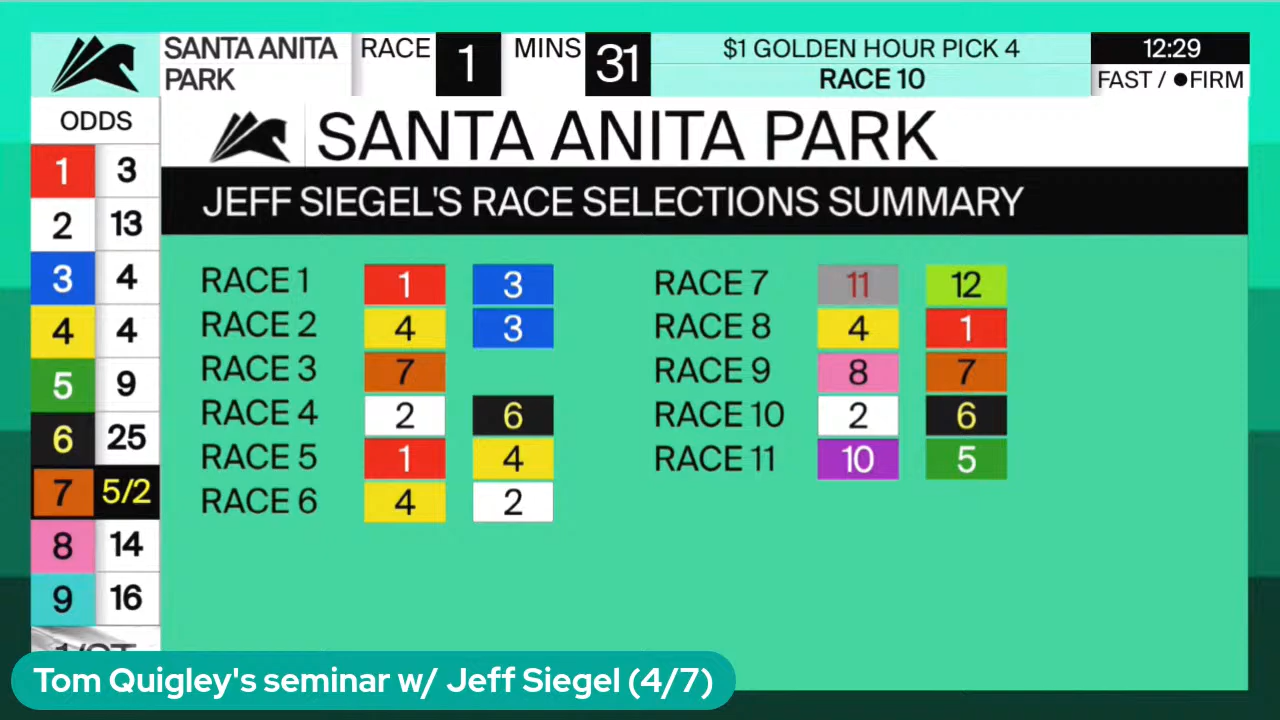 SANTA ANITA PARK
RACE 1
MINS 31
$1 GOLDEN HOUR PICK 4
RACE 10
12:29
FAST / ●FIRM
ODDS
1 3
2 13
3 4
4 4
5 9
6 25
7 5/2
8 14
9 16
SANTA ANITA PARK
JEFF SIEGEL'S RACE SELECTIONS SUMMARY
RACE 1 1 3
RACE 2 4 3
RACE 3 7
RACE 4 2 6
RACE 5 1 4
RACE 6 4 2
RACE 7 11 12
RACE 8 4 1
RACE 9 8 7
RACE 10 2 6
RACE 11 10 5
Tom Quigley's seminar w/ Jeff Siegel (4/7)